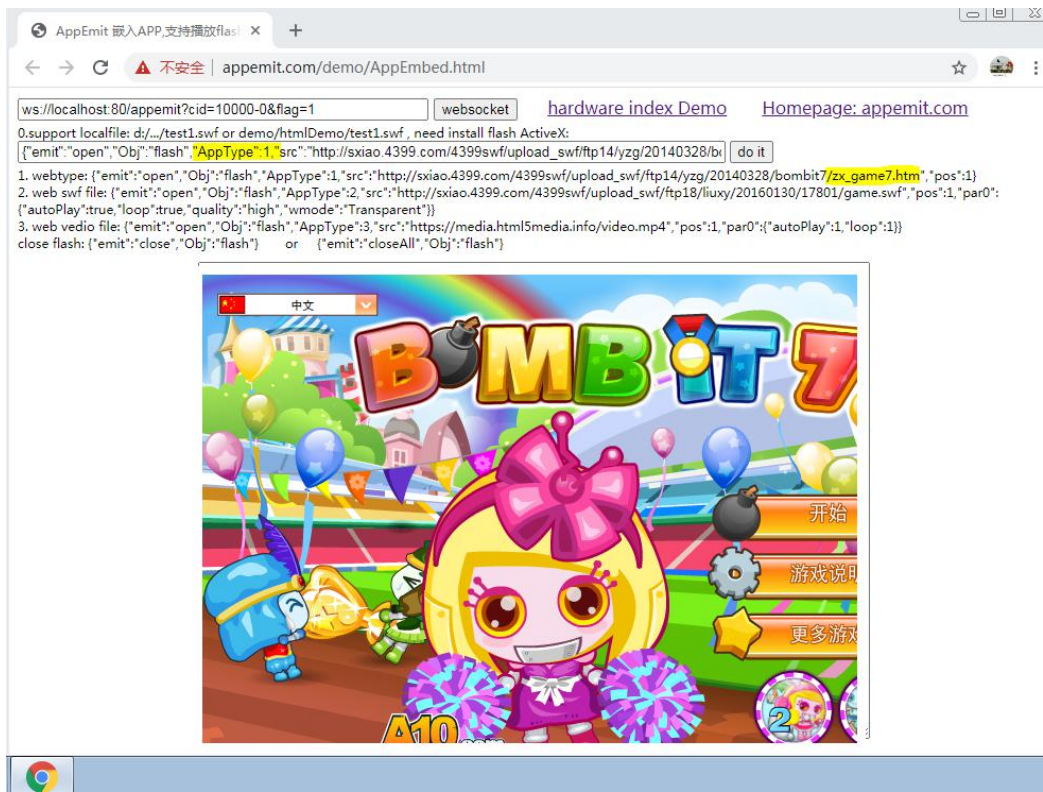 AppEmit 嵌入APP,支持播放flas
不安全 | appemit.com/demo/AppEmbed.html
ws://localhost:80/appemit?cid=10000-0&flag=1 websocket hardware index Demo Homepage: appemit.com
0.support localfile: d:/.../test1.swf or demo/htmlDemo/test1.swf , need install flash ActiveX:
{"emit":"open","Obj":"flash","AppType":1,"src":"http://sxiao.4399.com/4399swf/upload_swf/ftp14/yzg/20140328/bo do it
1. webtype: {"emit":"open","Obj":"flash","AppType":1,"src":"http://sxiao.4399.com/4399swf/upload_swf/ftp14/yzg/20140328/bombit7/zx_game7.htm","pos":1}
2. web swf file: {"emit":"open","Obj":"flash","AppType":2,"src":"http://sxiao.4399.com/4399swf/upload_swf/ftp18/liuxy/20160130/17801/game.swf","pos":1,"par0":
{"autoPlay":true,"loop":true,"quality":"high","wmode":"Transparent"}}
3. web vedio file: {"emit":"open","Obj":"flash","AppType":3,"src":"https://media.html5media.info/video.mp4","pos":1,"par0":{"autoPlay":1,"loop":1}}
close flash: {"emit":"close","Obj":"flash"} or {"emit":"closeAll","Obj":"flash"}
中文
BOMB IT 7
开始
游戏说明
更多游戏
2
A10.com